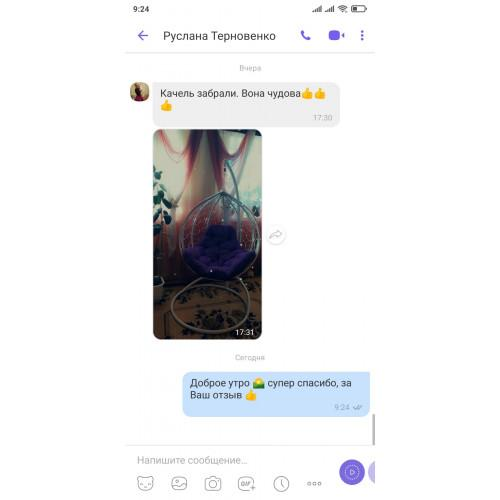 9:24
Руслана Терновенко
Вчера
Качель забрали. Вона чудова👍👍
👍
17:30
17:31
Сегодня
Доброе утро 🌄 супер спасибо, за
Ваш отзыв 👍
9:24
Напишите сообщение...
GIF